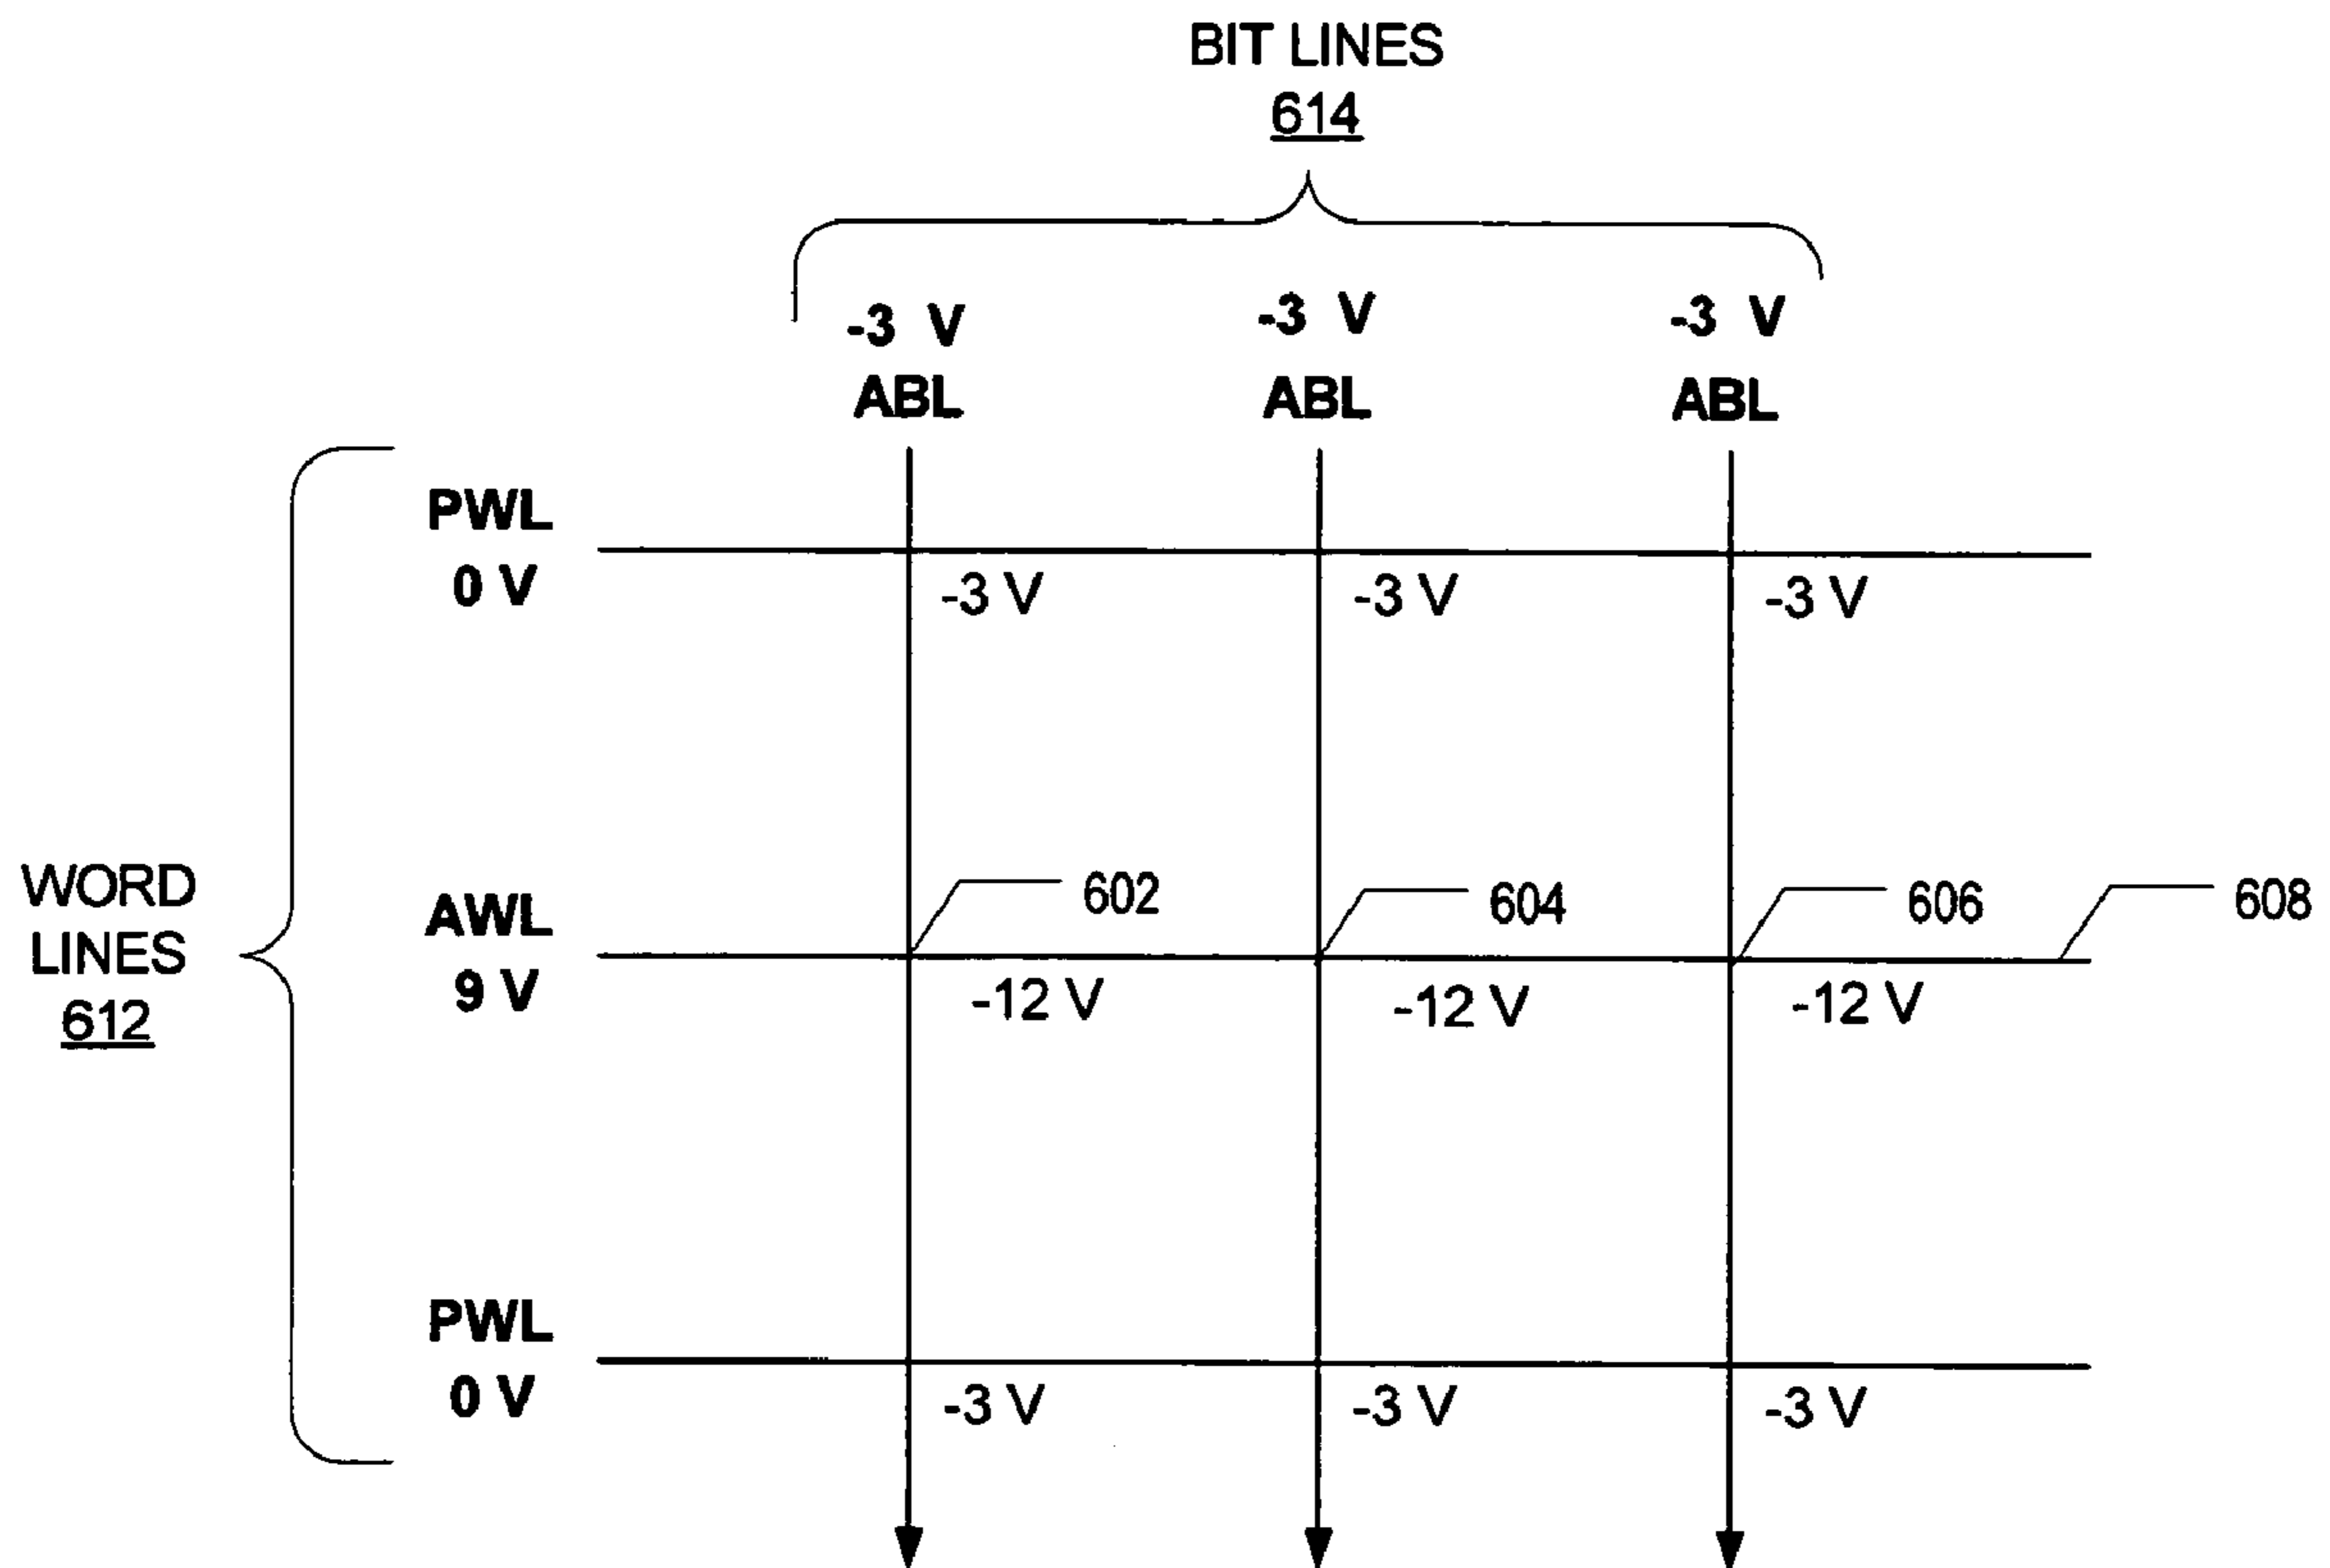 BIT LINES
614
-3 V -3 V -3 V
ABL ABL ABL
PWL
0 V
-3 V -3 V -3 V
WORD
LINES
612
AWL
9 V
602 604 606 608
-12 V -12 V -12 V
PWL
0 V
-3 V -3 V -3 V